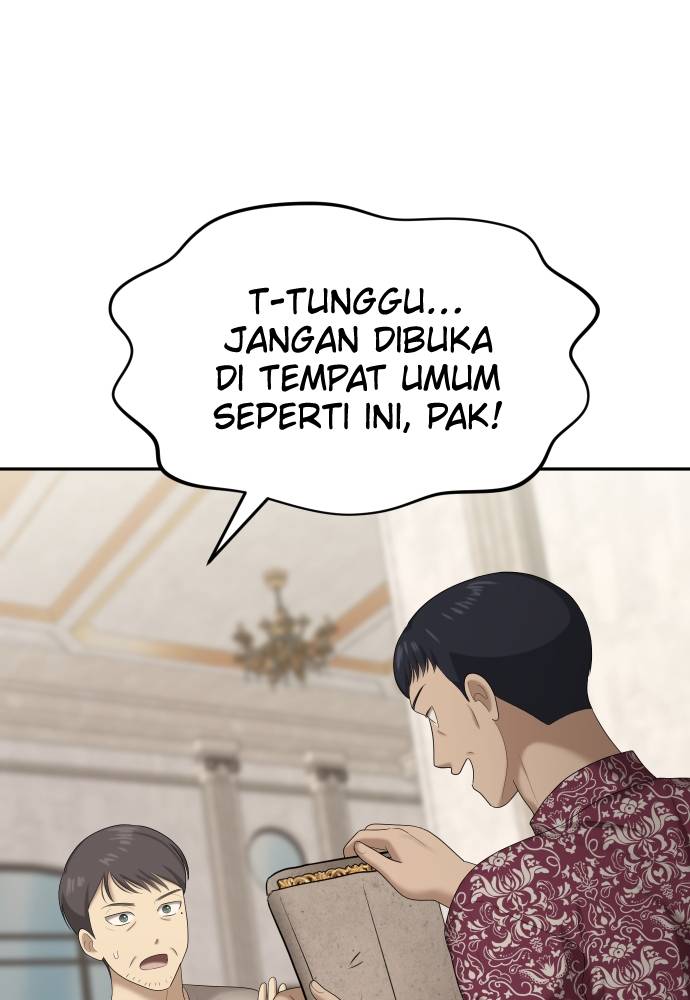 T-TUNGGU...
JANGAN DIBUKA
DI TEMPAT UMUM
SEPERTI INI, PAK!